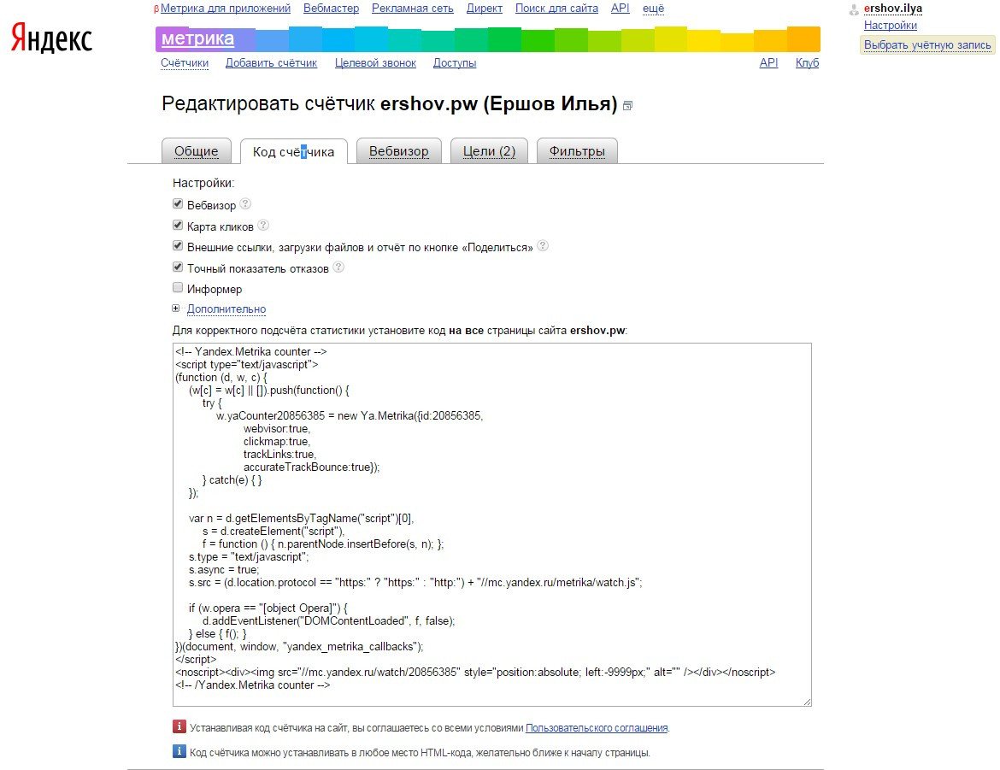 β Метрика для приложений Вебмастер Рекламная сеть Директ Поиск для сайта API ещё
ershov.ilya
Настройки
Выбрать учётную запись
Яндекс
метрика
Счётчики Добавить счётчик Целевой звонок Доступы API Клуб
Редактировать счётчик ershov.pw (Ершов Илья)
Общие Код счётчика Вебвизор Цели (2) Фильтры
Настройки:
Вебвизор ?
Карта кликов ?
Внешние ссылки, загрузки файлов и отчёт по кнопке «Поделиться» ?
Точный показатель отказов ?
Информер
Дополнительно
Для корректного подсчёта статистики установите код на все страницы сайта ershov.pw:
<!-- Yandex.Metrika counter -->
<script type="text/javascript">
(function (d, w, c) {
(w[c] = w[c] || []).push(function() {
try {
w.yaCounter20856385 = new Ya.Metrika({id:20856385,
webvisor:true,
clickmap:true,
trackLinks:true,
accurateTrackBounce:true});
} catch(e) { }
});
var n = d.getElementsByTagName("script")[0],
s = d.createElement("script"),
f = function () { n.parentNode.insertBefore(s, n); };
s.type = "text/javascript";
s.async = true;
s.src = (d.location.protocol == "https:" ? "https:" : "http:") + "//mc.yandex.ru/metrika/watch.js";
if (w.opera == "[object Opera]") {
d.addEventListener("DOMContentLoaded", f, false);
} else { f(); }
})(document, window, "yandex_metrika_callbacks");
</script>
<noscript><div><img src="//mc.yandex.ru/watch/20856385" style="position:absolute; left:-9999px;" alt="" /></div></noscript>
<!-- /Yandex.Metrika counter -->
i Устанавливая код счётчика на сайт, вы соглашаетесь со всеми условиями Пользовательского соглашения.
i Код счётчика можно устанавливать в любое место HTML-кода, желательно ближе к началу страницы.